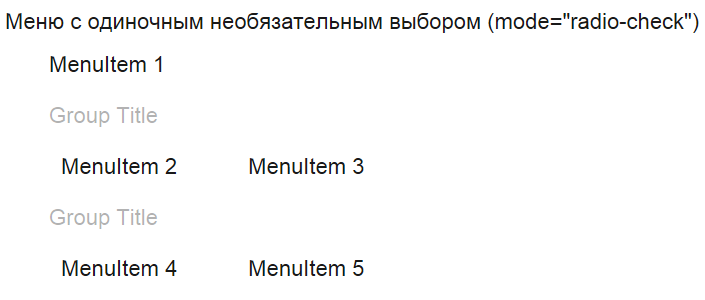 Меню с одиночным необязательным выбором (mode="radio-check")
MenuItem 1
Group Title
MenuItem 2 MenuItem 3
Group Title
MenuItem 4 MenuItem 5